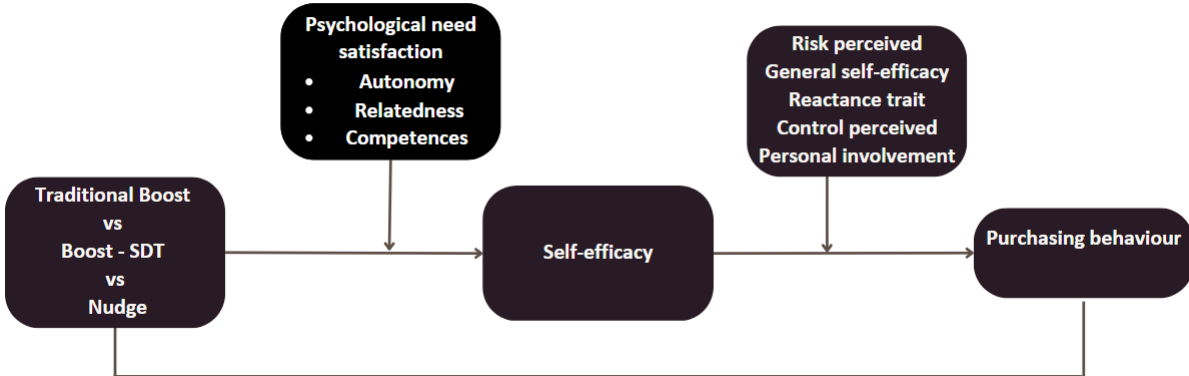 Psychological need
satisfaction
• Autonomy
• Relatedness
• Competences
Risk perceived
General self-efficacy
Reactance trait
Control perceived
Personal involvement
Traditional Boost
vs
Boost - SDT
vs
Nudge
Self-efficacy
Purchasing behaviour